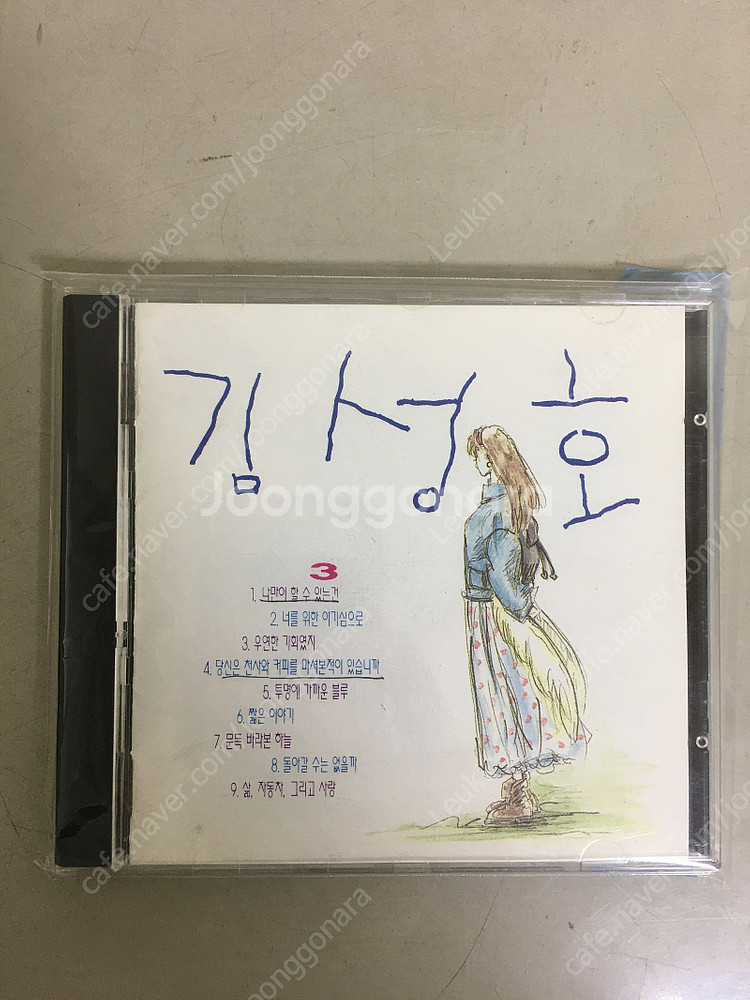 김성호
3
1. 나만이 할 수 있는건
2. 너를 위한 이기심으로
3. 우연한 기회였지
4. 당신은 천사와 커피를 마셔본적이 있습니까
5. 투명에 가까운 블루
6. 짧은 이야기
7. 문득 바라본 하늘
8. 돌아갈 수는 없을까
9. 삶, 자동차, 그리고 사랑
Joonggonara
cafe.naver.com/joonggonara
Leukin